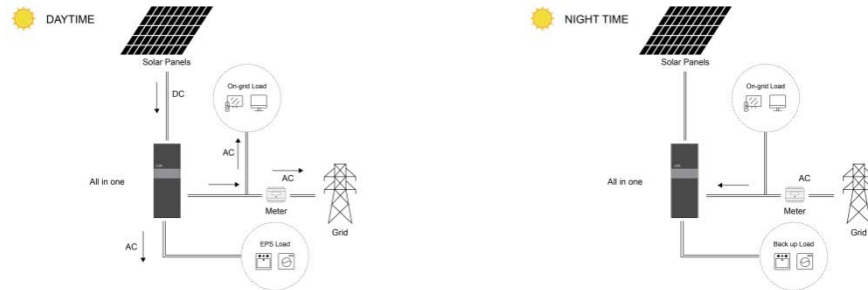 DAYTIME
Solar Panels
DC
On-grid Load
AC
AC
All in one
Meter
Grid
AC
EPS Load
NIGHT TIME
Solar Panels
On-grid Load
AC
All in one
Meter
Grid
Back up Load